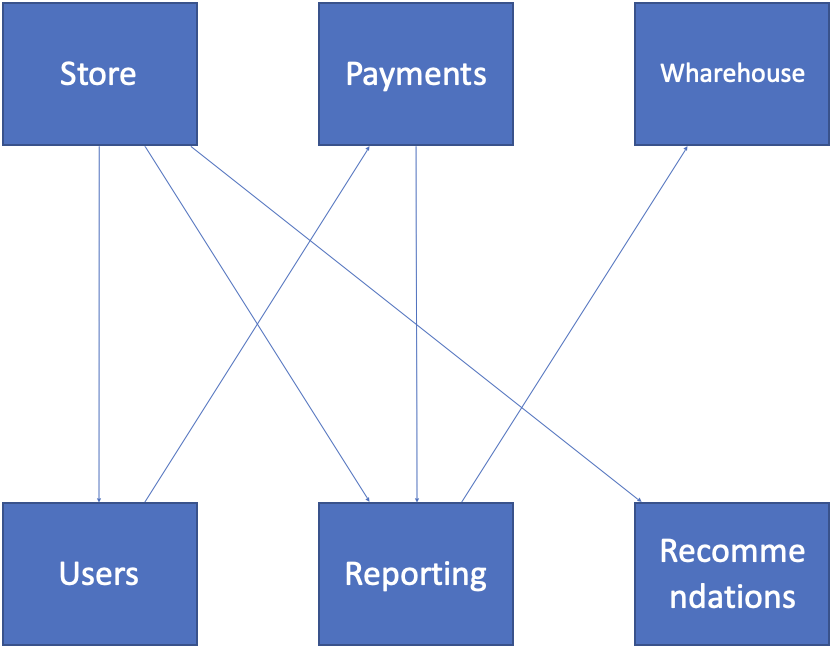 Store
Payments
Wharehouse
Users
Reporting
Recomme
ndations